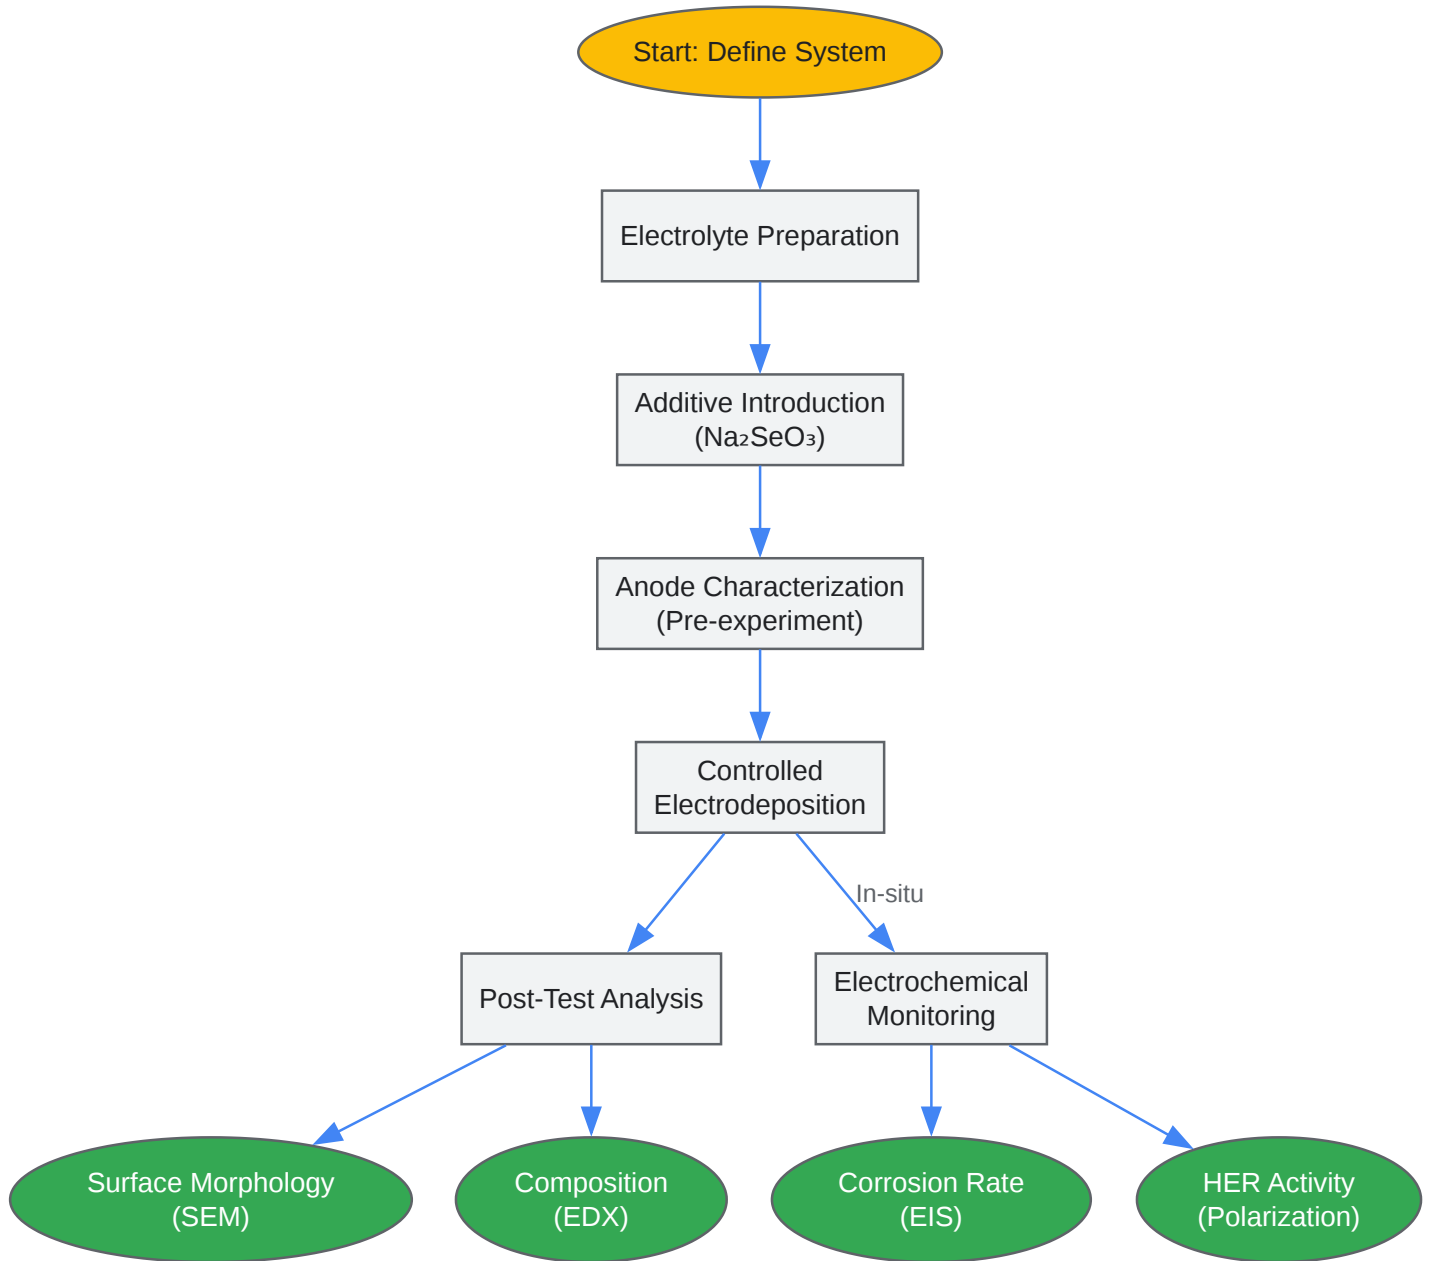 Start: Define System
Electrolyte Preparation
Additive Introduction
(Na₂SeO₃)
Anode Characterization
(Pre-experiment)
Controlled
Electrodeposition
In-situ
Post-Test Analysis
Electrochemical
Monitoring
Surface Morphology
(SEM)
Composition
(EDX)
Corrosion Rate
(EIS)
HER Activity
(Polarization)